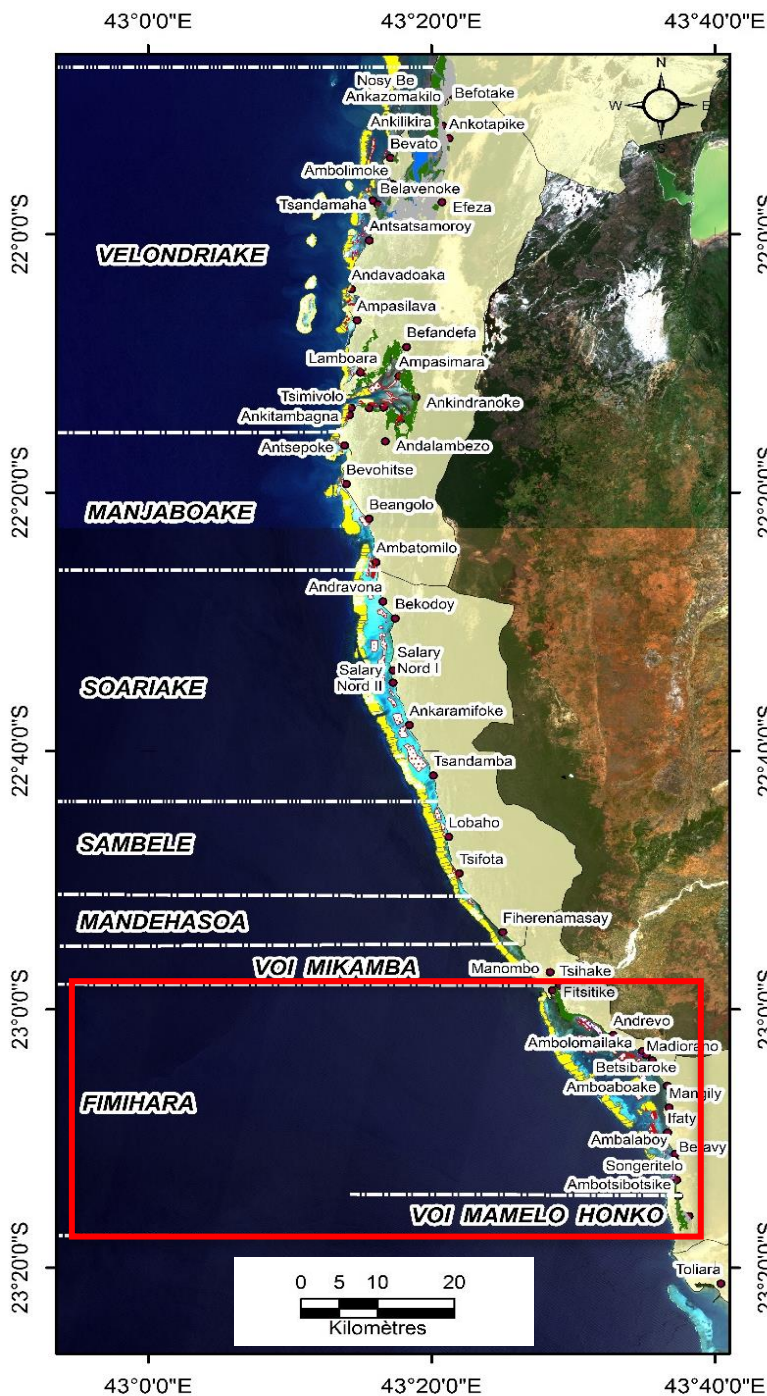 43°0'0"E 43°20'0"E 43°40'0"E
N
W E
S
Nosy Be
Ankazomakilo
Befotake
Ankilikira
Ankotapike
Bevato
Ambolimoke
Belavenoke
Tsandamaha
Efeza
Antsatsamoroy
22°0'0"S 22°0'0"S
VELONDRIAKE
Andavadoaka
Ampasilava
Befandefa
Lamboara
Ampasimara
Tsimivolo
Ankindranoke
Ankitambagna
Antsepoke
Andalambezo
Bevohitse
22°20'0"S 22°20'0"S
MANJABOAKE
Beangolo
Ambatomilo
Andravona
Bekodoy
Salary
Nord I
SOARIAKE
Salary
Nord II
Ankaramifoke
22°40'0"S 22°40'0"S
Tsandamba
Lobaho
SAMBELE
Tsifota
MANDEHASOA
Fiherenamasay
VOI MIKAMBA
Manombo
Tsihake
Fitsitike
23°0'0"S 23°0'0"S
Andrevo
Ambolomailaka
Madiorano
Betsibaroke
Amboaboake
Mangily
FIMIHARA
Ifaty
Ambalaboy
Belavy
Songeritelo
Ambotsibotsike
VOI MAMELO HONKO
23°20'0"S 23°20'0"S
Toliara
0 5 10 20
Kilomètres
43°0'0"E 43°20'0"E 43°40'0"E